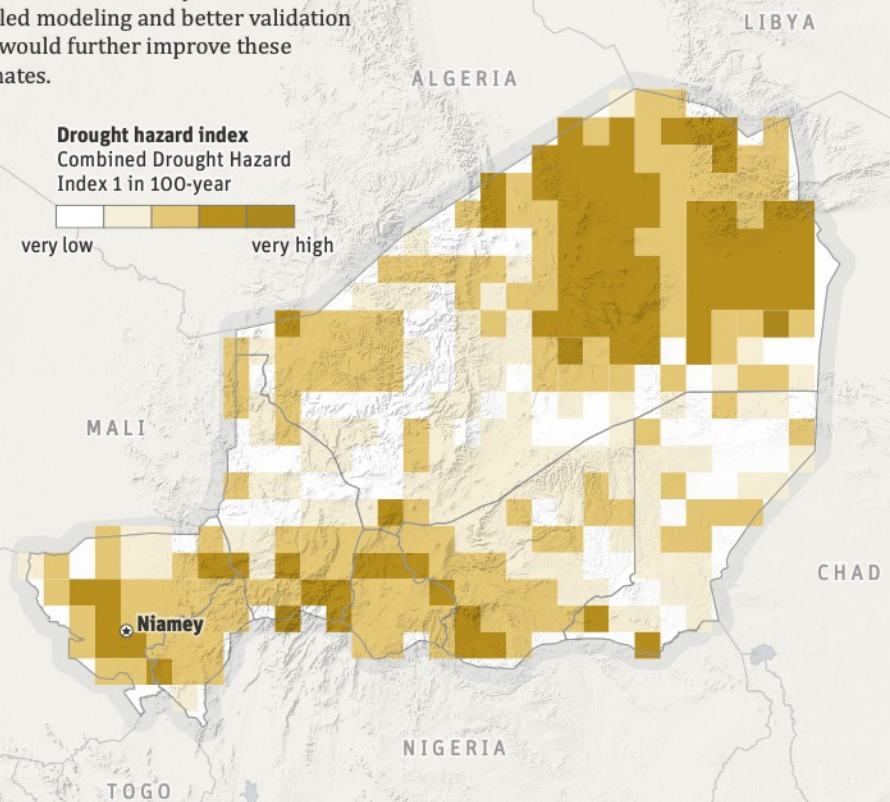 led modeling and better validation
would further improve these
nates.
LIBYA
ALGERIA
Drought hazard index
Combined Drought Hazard
Index 1 in 100-year
very low
very high
MALI
CHAD
Niamey
NIGERIA
TOGO